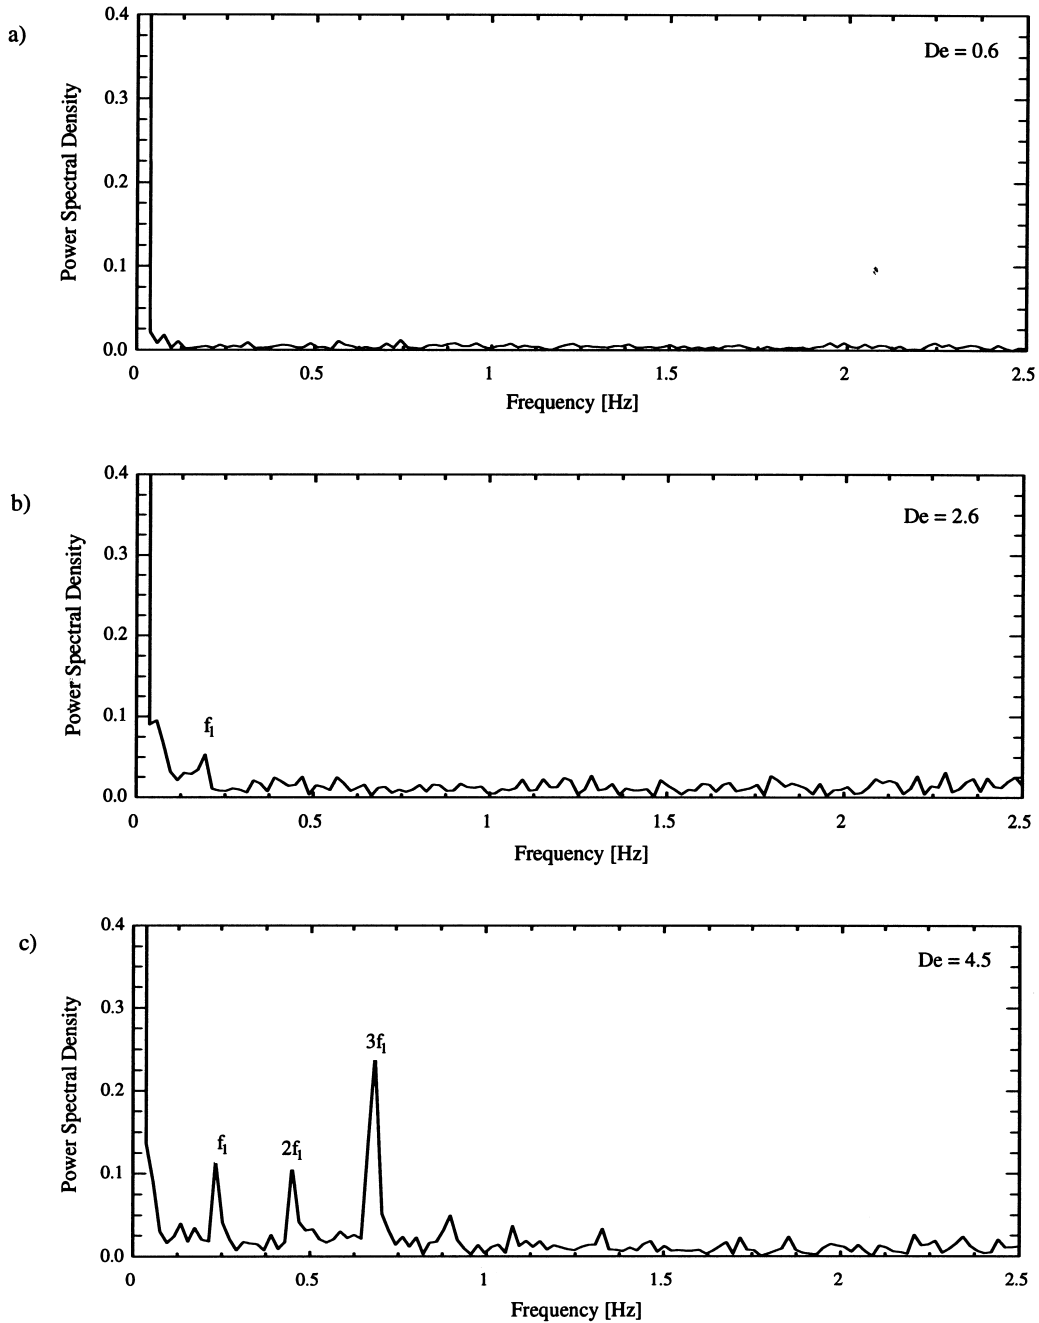 a)
De = 0.6
Power Spectral Density
0.4
0.3
0.2
0.1
0.0
0 0.5 1 1.5 2 2.5
Frequency [Hz]
b)
De = 2.6
Power Spectral Density
0.4
0.3
0.2
0.1
0.0
f₁
0 0.5 1 1.5 2 2.5
Frequency [Hz]
c)
De = 4.5
Power Spectral Density
0.4
0.3
0.2
0.1
0.0
f₁ 2f₁ 3f₁
0 0.5 1 1.5 2 2.5
Frequency [Hz]